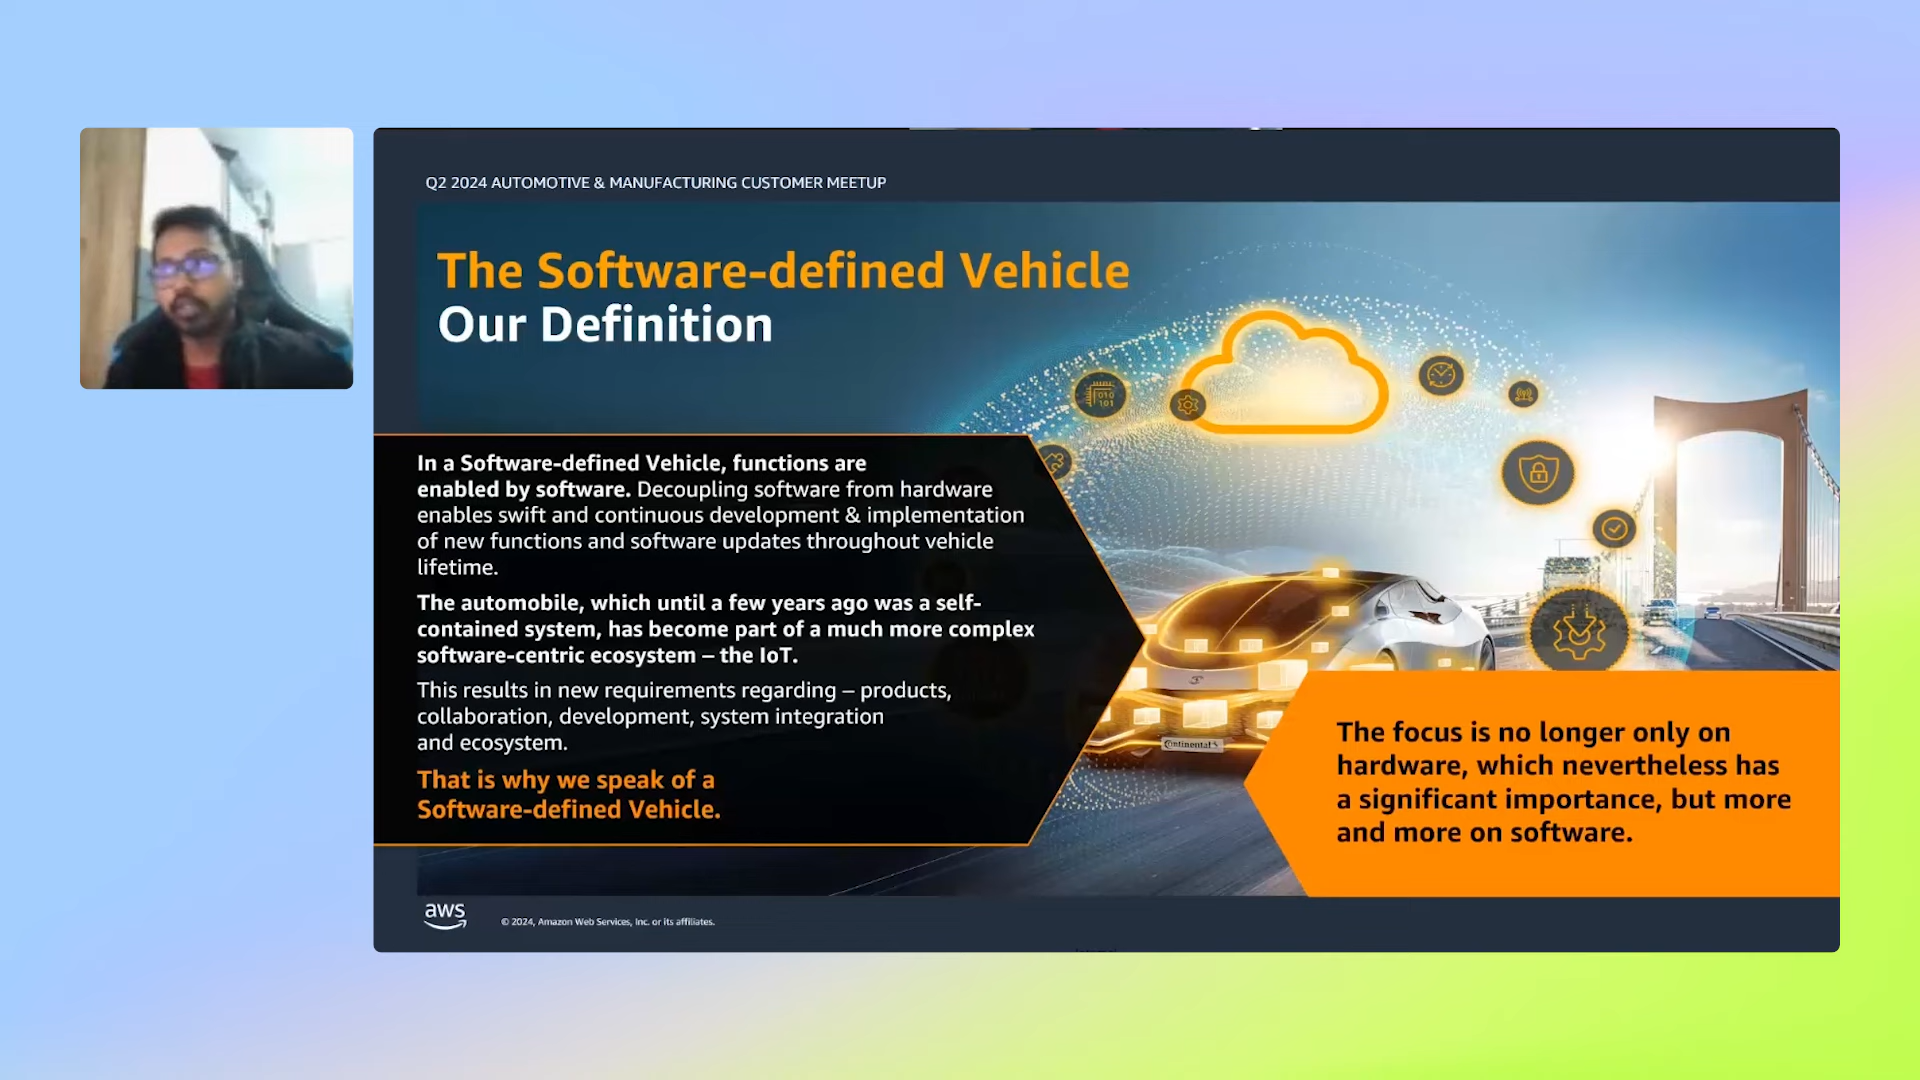 Q2 2024 AUTOMOTIVE & MANUFACTURING CUSTOMER MEETUP
The Software-defined Vehicle
Our Definition
010
101
In a Software-defined Vehicle, functions are
enabled by software. Decoupling software from hardware
enables swift and continuous development & implementation
of new functions and software updates throughout vehicle
lifetime.
The automobile, which until a few years ago was a self-
contained system, has become part of a much more complex
software-centric ecosystem – the IoT.
This results in new requirements regarding – products,
collaboration, development, system integration
and ecosystem.
That is why we speak of a
Software-defined Vehicle.
Continental
The focus is no longer only on
hardware, which nevertheless has
a significant importance, but more
and more on software.
aws
© 2024, Amazon Web Services, Inc. or its affiliates.